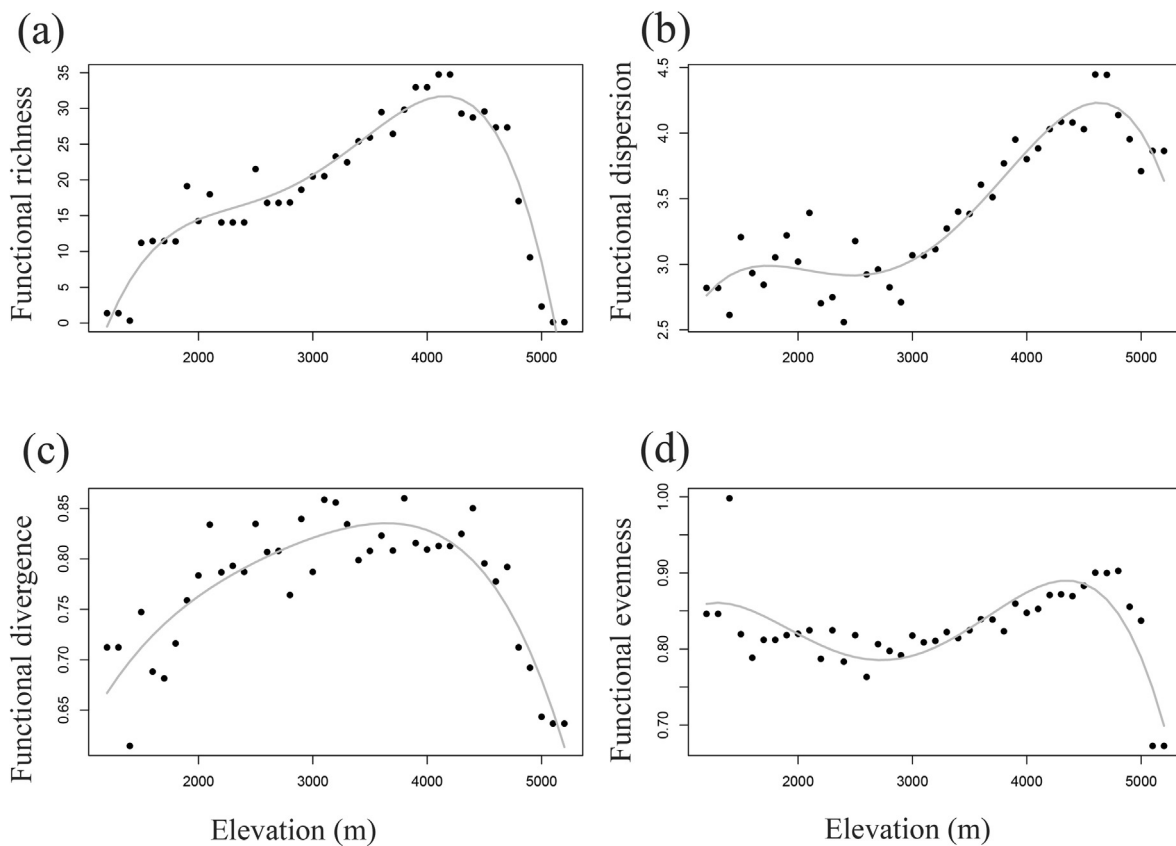 (a)
Functional richness
35
30
25
20
15
10
5
0
2000 3000 4000 5000
(b)
Functional dispersion
4.5
4.0
3.5
3.0
2.5
2000 3000 4000 5000
(c)
Functional divergence
0.85
0.80
0.75
0.70
0.65
2000 3000 4000 5000
Elevation (m)
(d)
Functional evenness
1.00
0.90
0.80
0.70
2000 3000 4000 5000
Elevation (m)